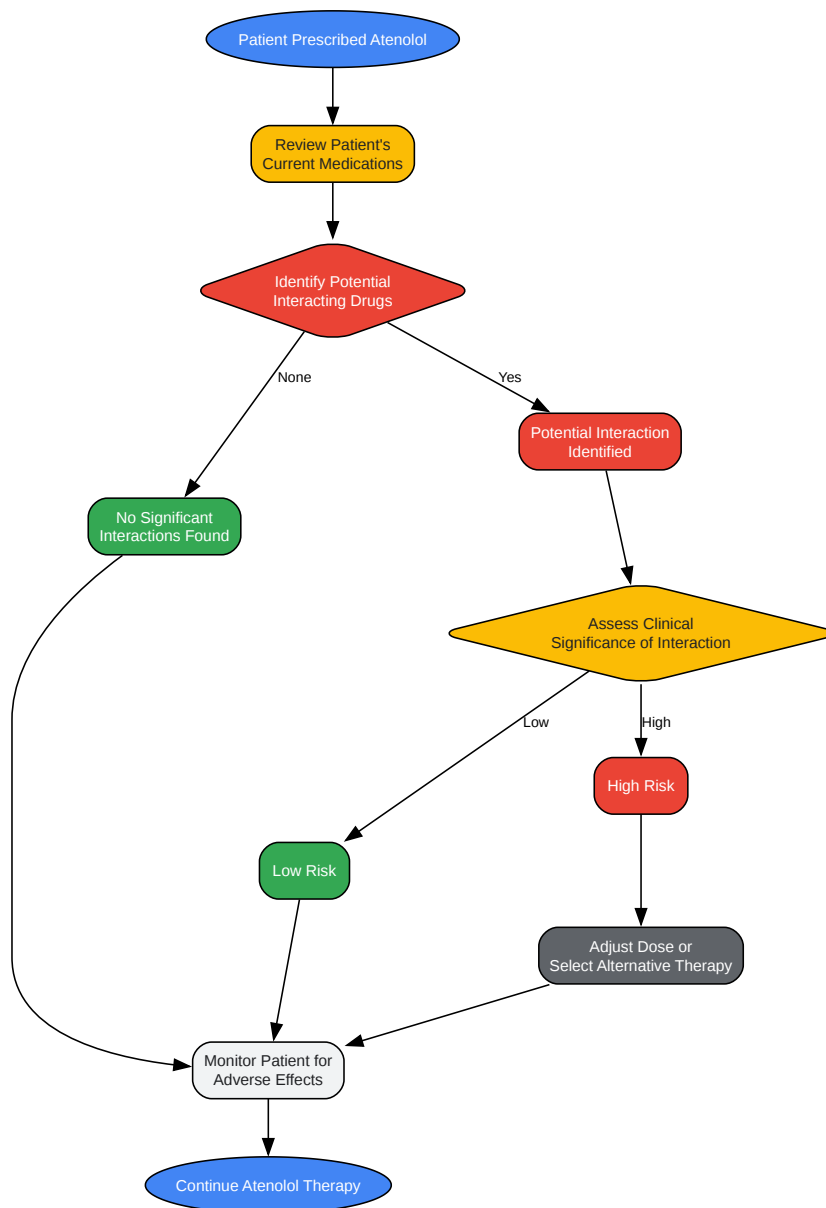 Patient Prescribed Atenolol
Review Patient's
Current Medications
Identify Potential
Interacting Drugs
None
Yes
Potential Interaction
Identified
No Significant
Interactions Found
Assess Clinical
Significance of Interaction
Low
High
High Risk
Low Risk
Adjust Dose or
Select Alternative Therapy
Monitor Patient for
Adverse Effects
Continue Atenolol Therapy